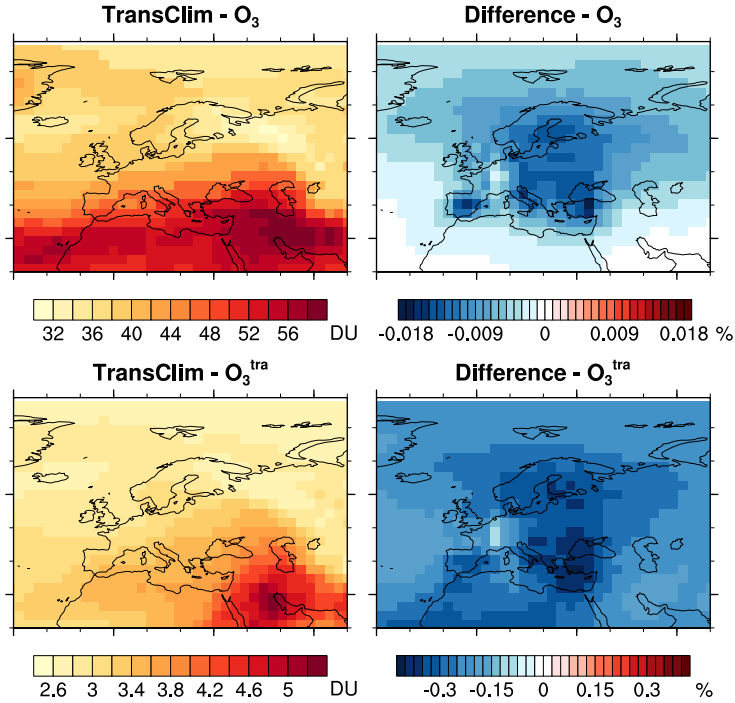 TransClim - O₃
Difference - O₃
32 36 40 44 48 52 56 DU
-0.018 -0.009 0 0.009 0.018 %
TransClim - O₃ᵗʳᵃ
Difference - O₃ᵗʳᵃ
2.6 3 3.4 3.8 4.2 4.6 5 DU
-0.3 -0.15 0 0.15 0.3 %